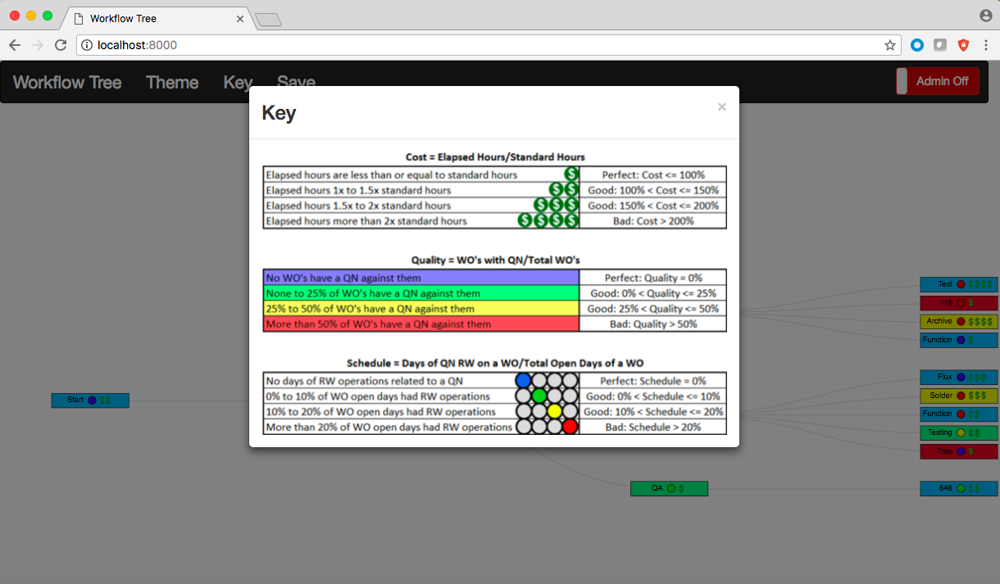 Workflow Tree
localhost:8000
Workflow Tree Theme Key Save Admin Off
Key ×
Cost = Elapsed Hours/Standard Hours
Elapsed hours are less than or equal to standard hours $ Perfect: Cost <= 100%
Elapsed hours 1x to 1.5x standard hours $$ Good: 100% < Cost <= 150%
Elapsed hours 1.5x to 2x standard hours $$$ Good: 150% < Cost <= 200%
Elapsed hours more than 2x standard hours $$$$ Bad: Cost > 200%
Quality = WO's with QN/Total WO's
No WO's have a QN against them Perfect: Quality = 0%
None to 25% of WO's have a QN against them Good: 0% < Quality <= 25%
25% to 50% of WO's have a QN against them Good: 25% < Quality <= 50%
More than 50% of WO's have a QN against them Bad: Quality > 50%
Schedule = Days of QN RW on a WO/Total Open Days of a WO
No days of RW operations related to a QN Perfect: Schedule = 0%
0% to 10% of WO open days had RW operations Good: 0% < Schedule <= 10%
10% to 20% of WO open days had RW operations Good: 10% < Schedule <= 20%
More than 20% of WO open days had RW operations Bad: Schedule > 20%
Test $$$$
119 $
Archive $$$$
Function $
Flux $$$
Start $$
Solder $$$
Function $$
Testing $$
Tree $
QA $
848 $$